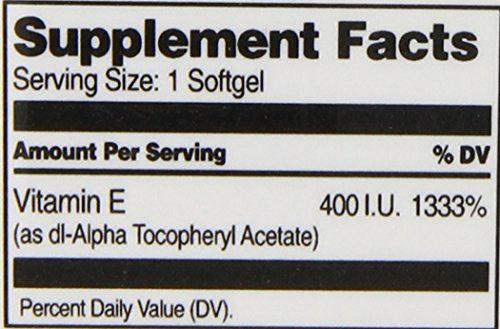 Supplement Facts
Serving Size: 1 Softgel
Amount Per Serving % DV
Vitamin E 400 I.U. 1333%
(as dl-Alpha Tocopheryl Acetate)
Percent Daily Value (DV).